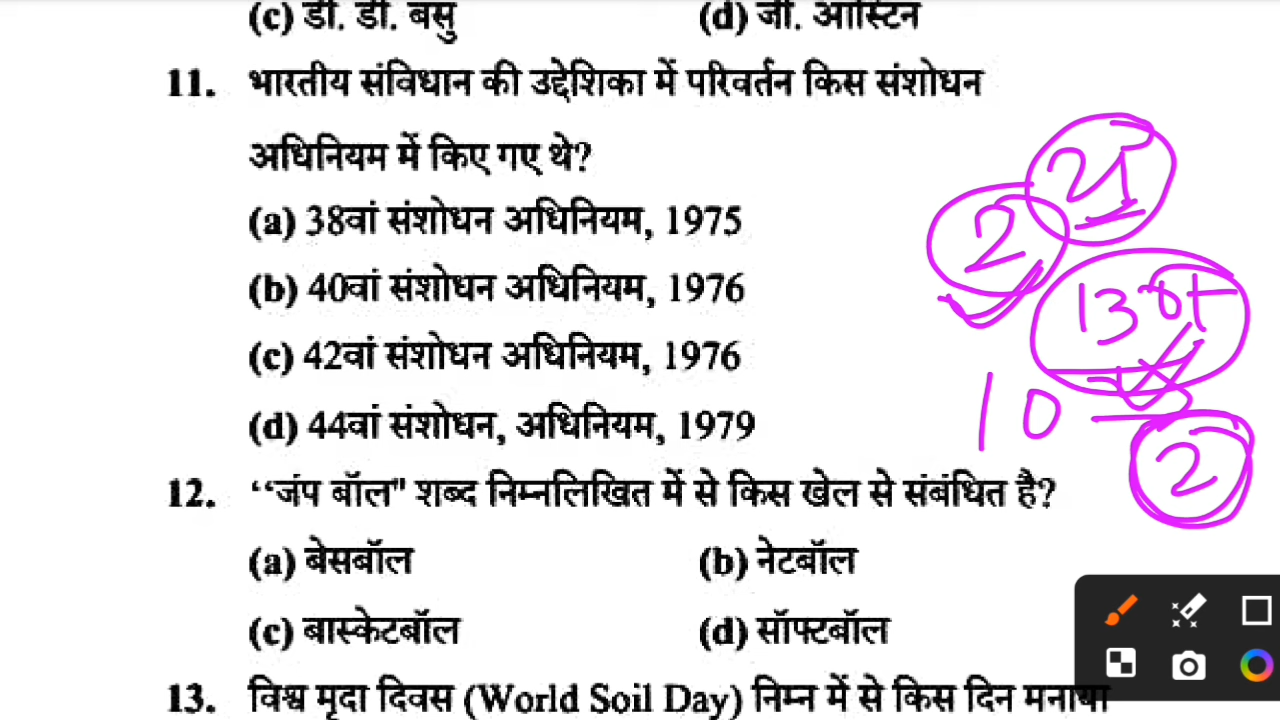 (c) डी. डी. बसु (d) जी. आस्टिन
11. भारतीय संविधान की उद्देशिका में परिवर्तन किस संशोधन
अधिनियम में किए गए थे?
(a) 38वां संशोधन अधिनियम, 1975
(b) 40वां संशोधन अधिनियम, 1976
(c) 42वां संशोधन अधिनियम, 1976
(d) 44वां संशोधन, अधिनियम, 1979
2
10
2
12. ‘‘जंप बॉल" शब्द निम्नलिखित में से किस खेल से संबंधित है?
(a) बेसबॉल (b) नेटबॉल
(c) बास्केटबॉल (d) सॉफ्टबॉल
13. विश्व मृदा दिवस (World Soil Day) निम्न में से किस दिन मनाया